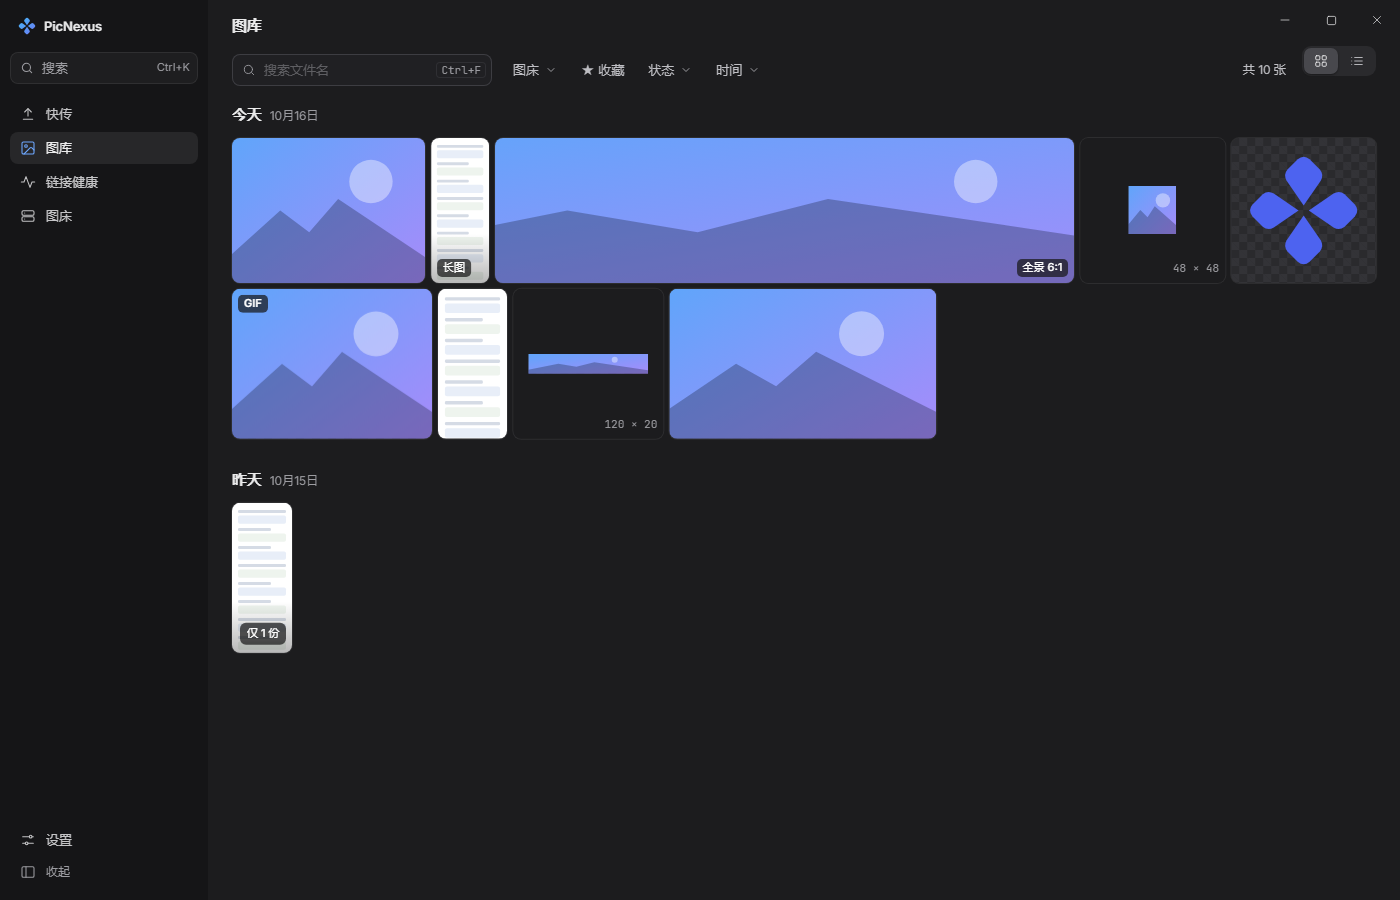 PicNexus
搜索 Ctrl+K
快传
图库
链接健康
图床
设置
收起
图库
搜索文件名 Ctrl+F
图床
★ 收藏
状态
时间
共 10 张
今天 10月16日
长图
全景 6:1
48 × 48
GIF
120 × 20
昨天 10月15日
仅 1 份